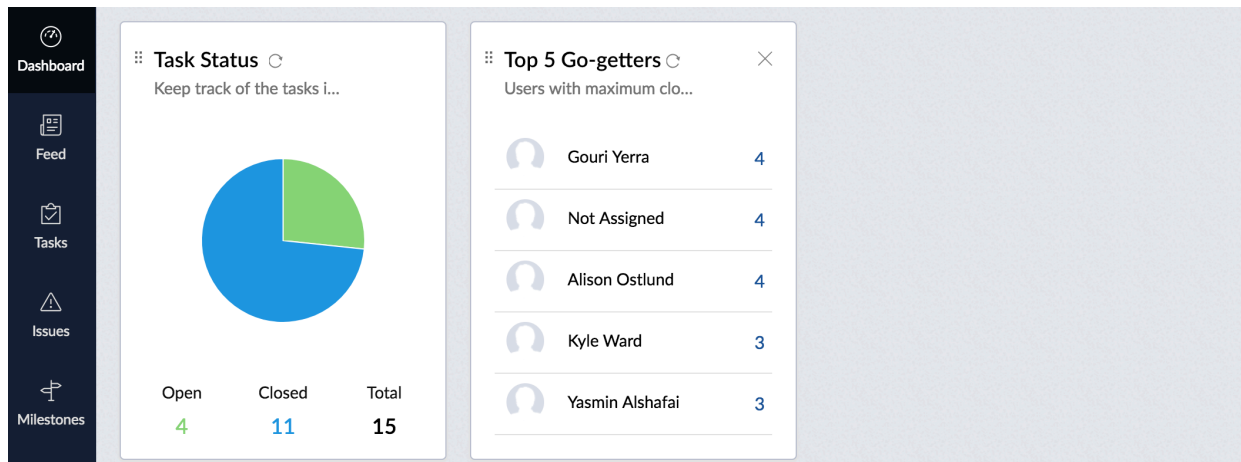 Dashboard
Feed
Tasks
Issues
Milestones
Task Status
Keep track of the tasks i...
Open Closed Total
4 11 15
Top 5 Go-getters
Users with maximum clo...
Gouri Yerra 4
Not Assigned 4
Alison Ostlund 4
Kyle Ward 3
Yasmin Alshafai 3